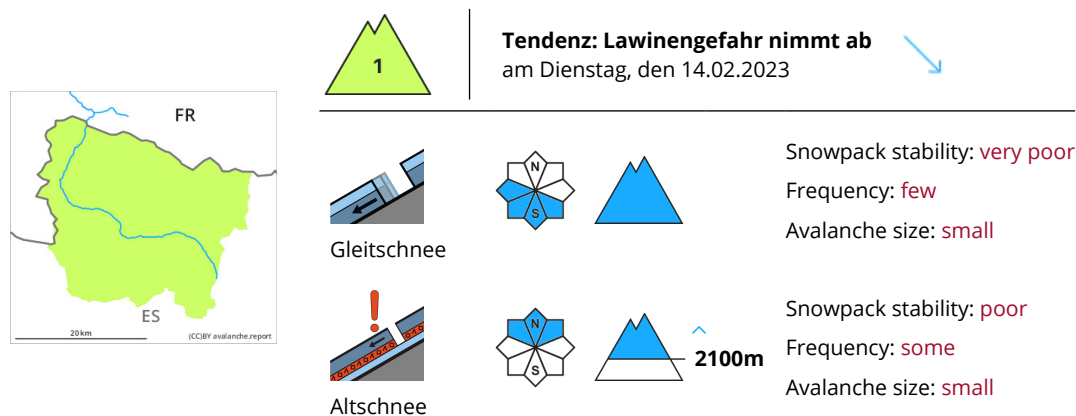 1
Tendenz: Lawinengefahr nimmt ab
am Dienstag, den 14.02.2023
FR
ES
20 km
(CC)BY avalanche.report
N
S
Gleitschnee
Snowpack stability: very poor
Frequency: few
Avalanche size: small
N
S
2100m
Altschnee
Snowpack stability: poor
Frequency: some
Avalanche size: small